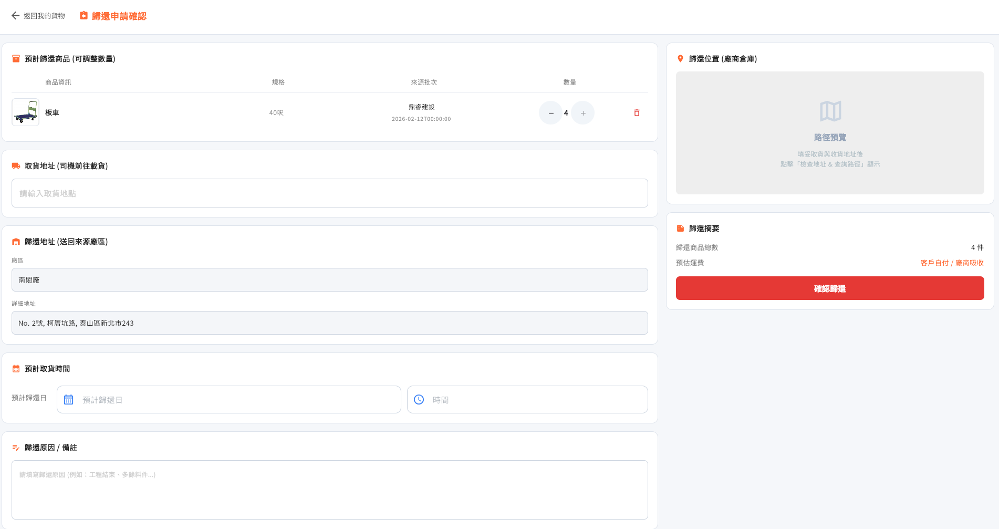 返回我的貨物
歸還申請確認
預計歸還商品 (可調整數量)
商品資訊 規格 來源批次 數量
板車 40呎 鼎睿建設 4
2026-02-12T00:00:00
取貨地址 (司機前往載貨)
請輸入取貨地點
歸還地址 (送回來源廠區)
廠區
南閎廠
詳細地址
No. 2號, 柯厝坑路, 泰山區新北市243
預計取貨時間
預計歸還日 預計歸還日 時間
歸還原因 / 備註
請填寫歸還原因 (例如：工程結束、多餘料件...)
歸還位置 (廠商倉庫)
路徑預覽
填妥取貨與收貨地址後
點擊「檢查地址 & 查詢路徑」顯示
歸還摘要
歸還商品總數 4 件
預估運費 客戶自付 / 廠商吸收
確認歸還